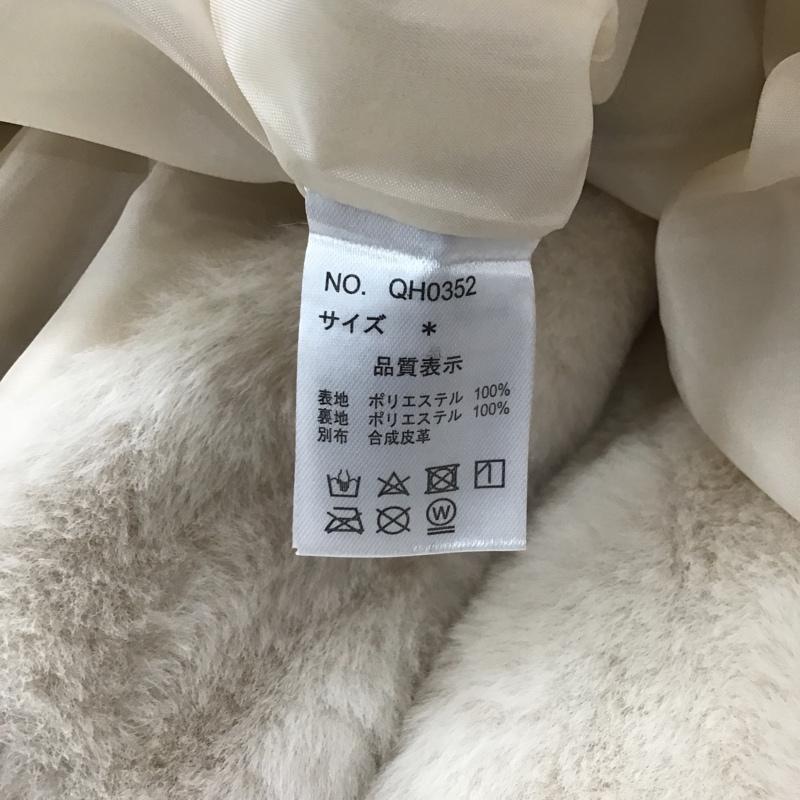 NO. QH0352
サイズ *
品質表示
表地 ポリエステル 100%
裏地 ポリエステル 100%
別布 合成皮革
W